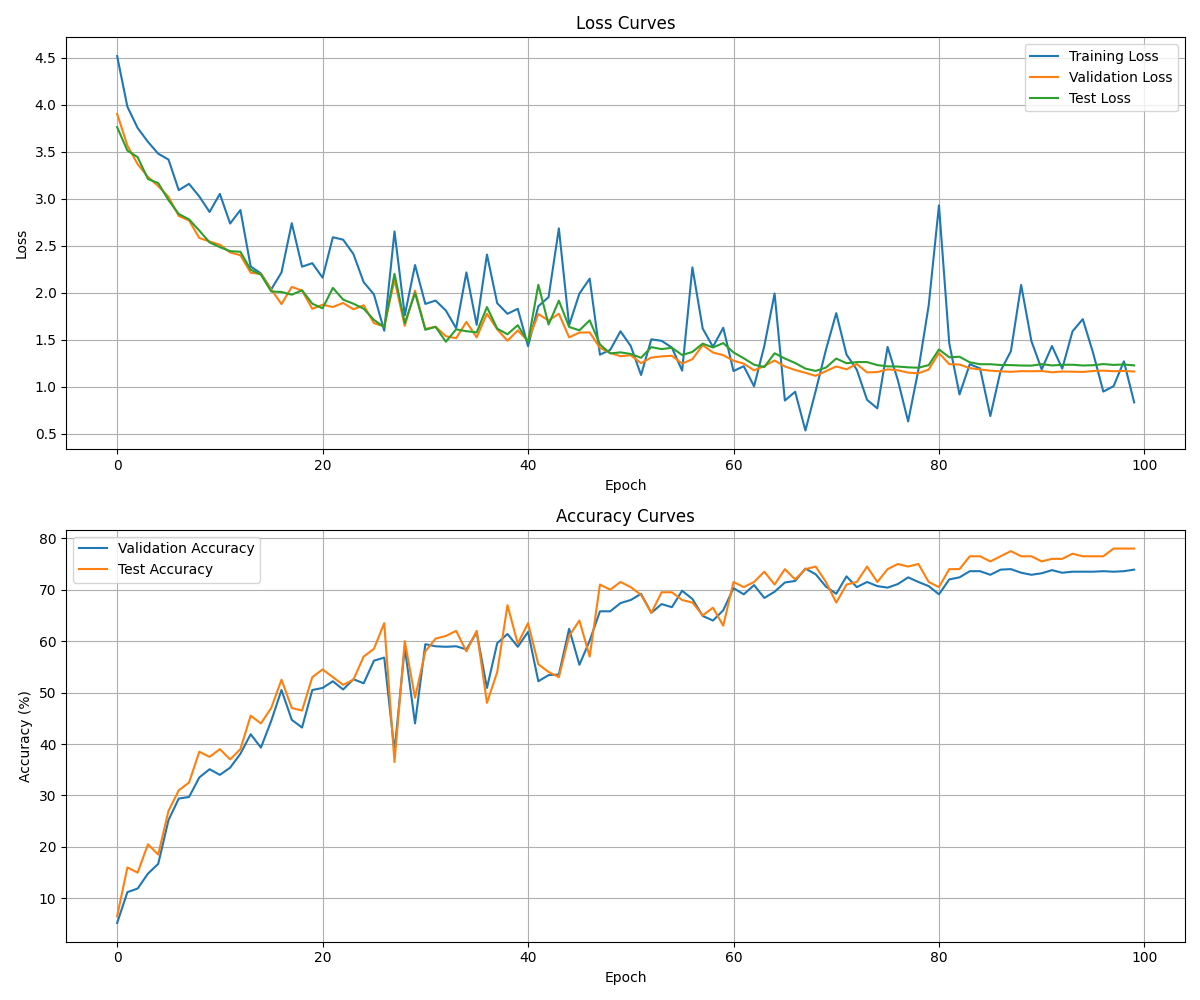 Loss Curves
4.5
4.0
3.5
3.0
2.5
2.0
1.5
1.0
0.5
Loss
Training Loss
Validation Loss
Test Loss
0 20 40 60 80 100
Epoch
Accuracy Curves
80
70
60
50
40
30
20
10
Accuracy (%)
Validation Accuracy
Test Accuracy
0 20 40 60 80 100
Epoch